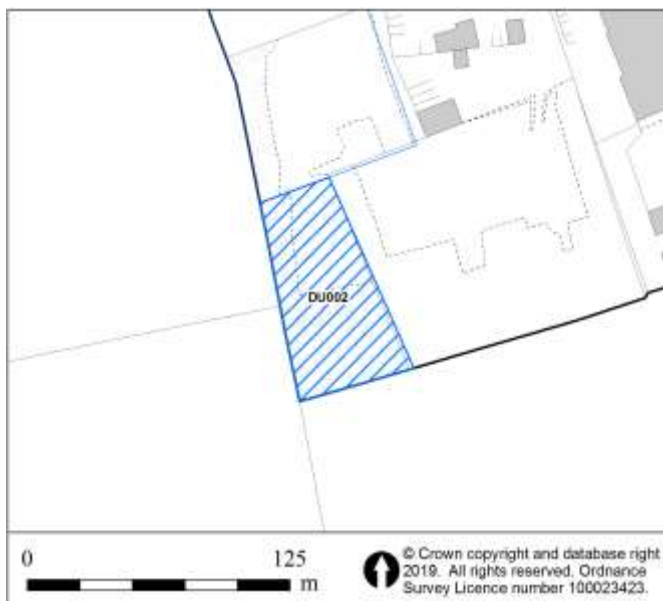 DU002
0 125
m
© Crown copyright and database right
2019. All rights reserved. Ordnance
Survey Licence number 100023423.